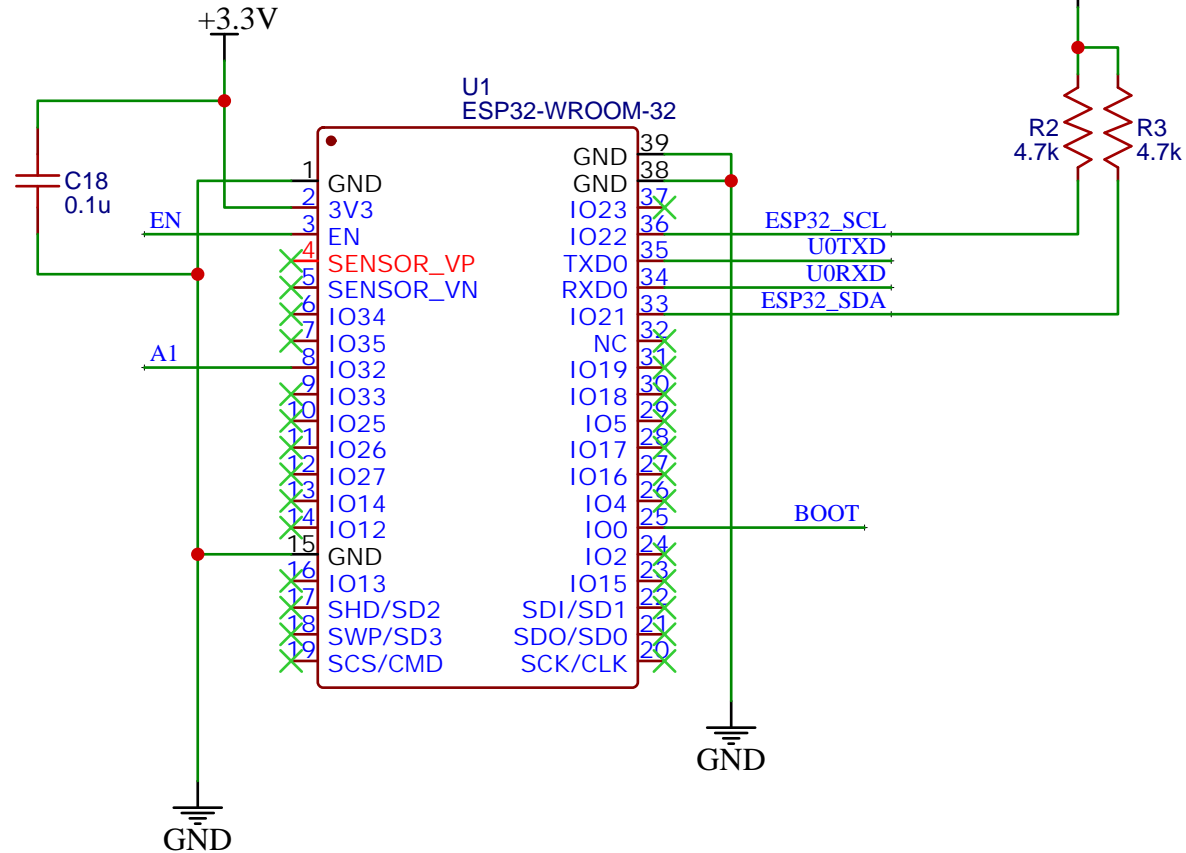 +3.3V
U1
ESP32-WROOM-32
C18
0.1u
R2
4.7k
R3
4.7k
EN
A1
1 GND
2 3V3
3 EN
4 SENSOR_VP
5 SENSOR_VN
6 IO34
7 IO35
8 IO32
9 IO33
10 IO25
11 IO26
12 IO27
13 IO14
14 IO12
15 GND
16 IO13
17 SHD/SD2
18 SWP/SD3
19 SCS/CMD
GND 39
GND 38
IO23 37
IO22 36
TXD0 35
RXD0 34
IO21 33
NC 32
IO19 31
IO18 30
IO5 29
IO17 28
IO16 27
IO4 26
IO0 25
IO2 24
IO15 23
SDI/SD1 22
SDO/SD0 21
SCK/CLK 20
ESP32_SCL
U0TXD
U0RXD
ESP32_SDA
BOOT
GND
GND